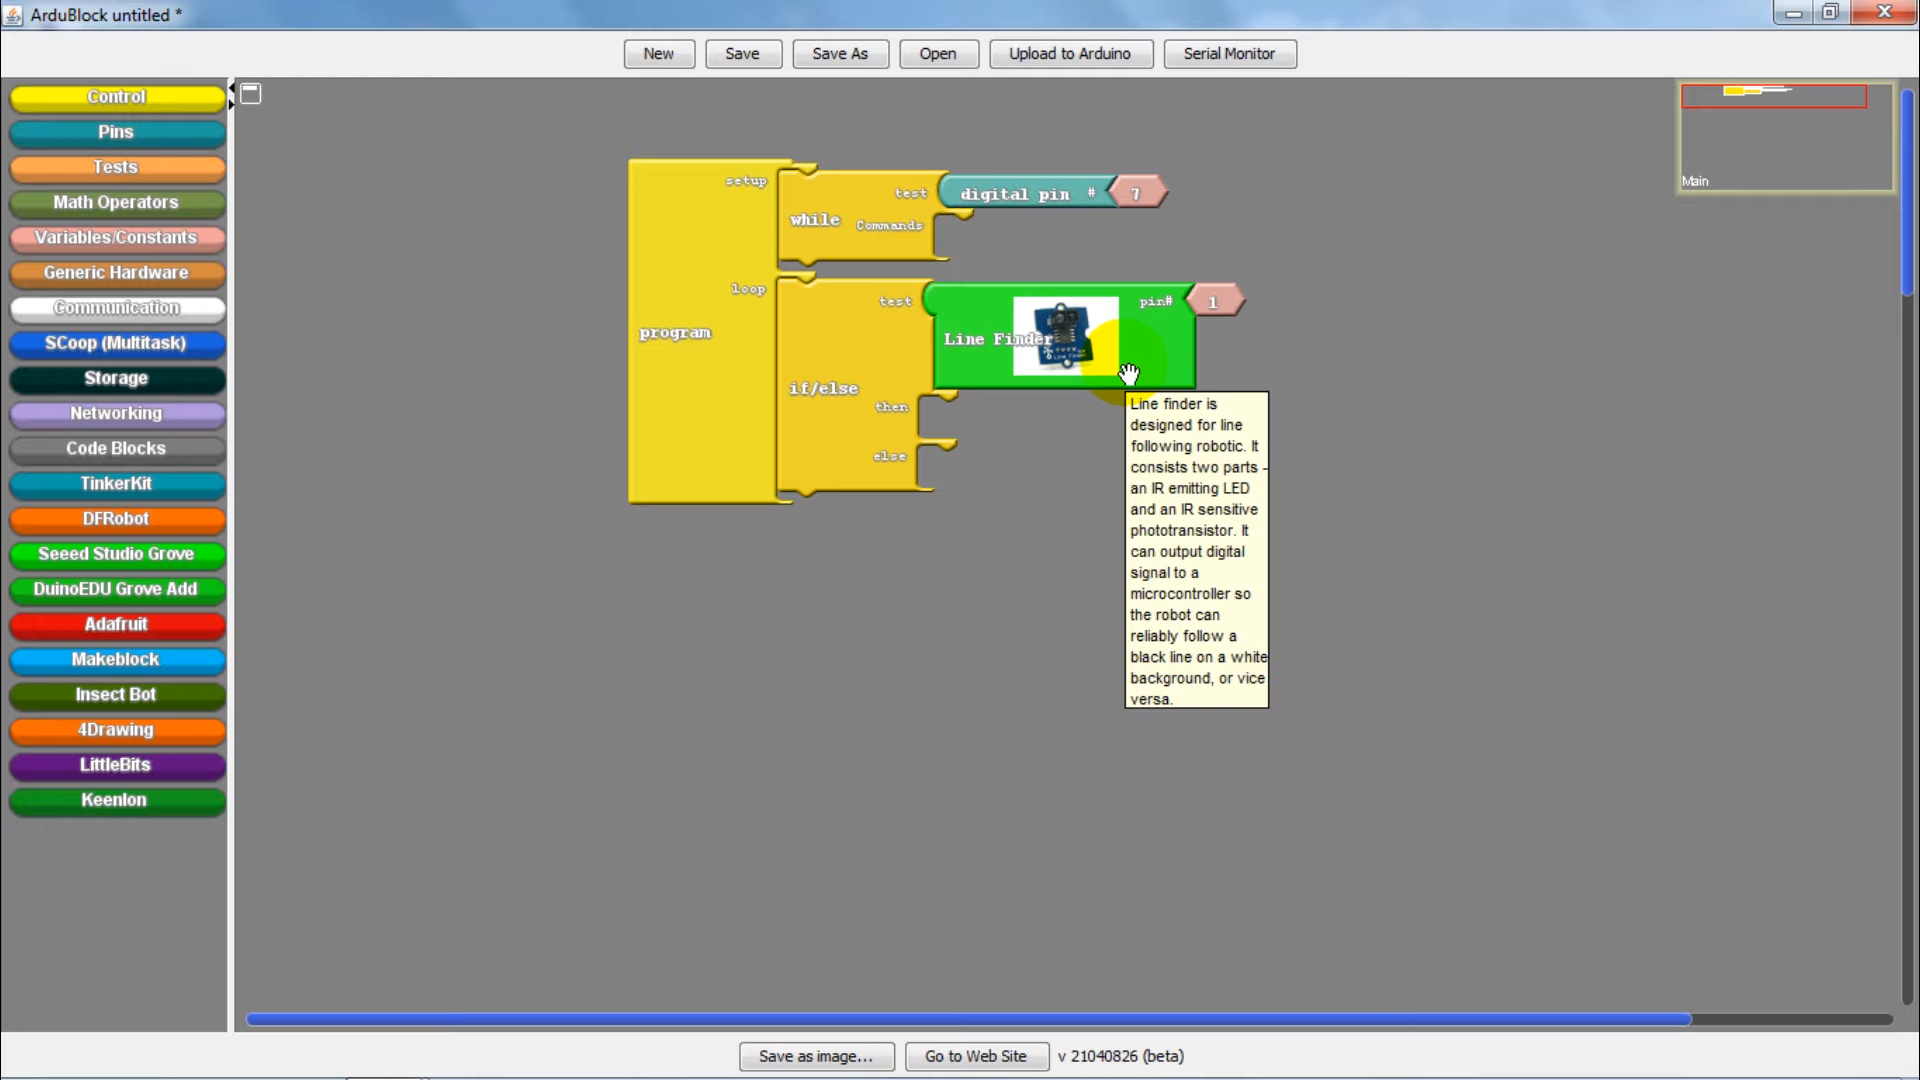 ArduBlock untitled *
New Save Save As Open Upload to Arduino Serial Monitor
Control
Pins
Tests
Math Operators
Variables/Constants
Generic Hardware
Communication
SCoop (Multitask)
Storage
Networking
Code Blocks
TinkerKit
DFRobot
Seeed Studio Grove
DuinoEDU Grove Add
Adafruit
Makeblock
Insect Bot
4Drawing
LittleBits
Keenlon
Main
setup
test
digital pin #
7
while
Commands
loop
test
pin#
1
program
Line Finder
if/else
then
else
Line finder is
designed for line
following robotic. It
consists two parts -
an IR emitting LED
and an IR sensitive
phototransistor. It
can output digital
signal to a
microcontroller so
the robot can
reliably follow a
black line on a white
background, or vice
versa.
Save as image... Go to Web Site v 21040826 (beta)